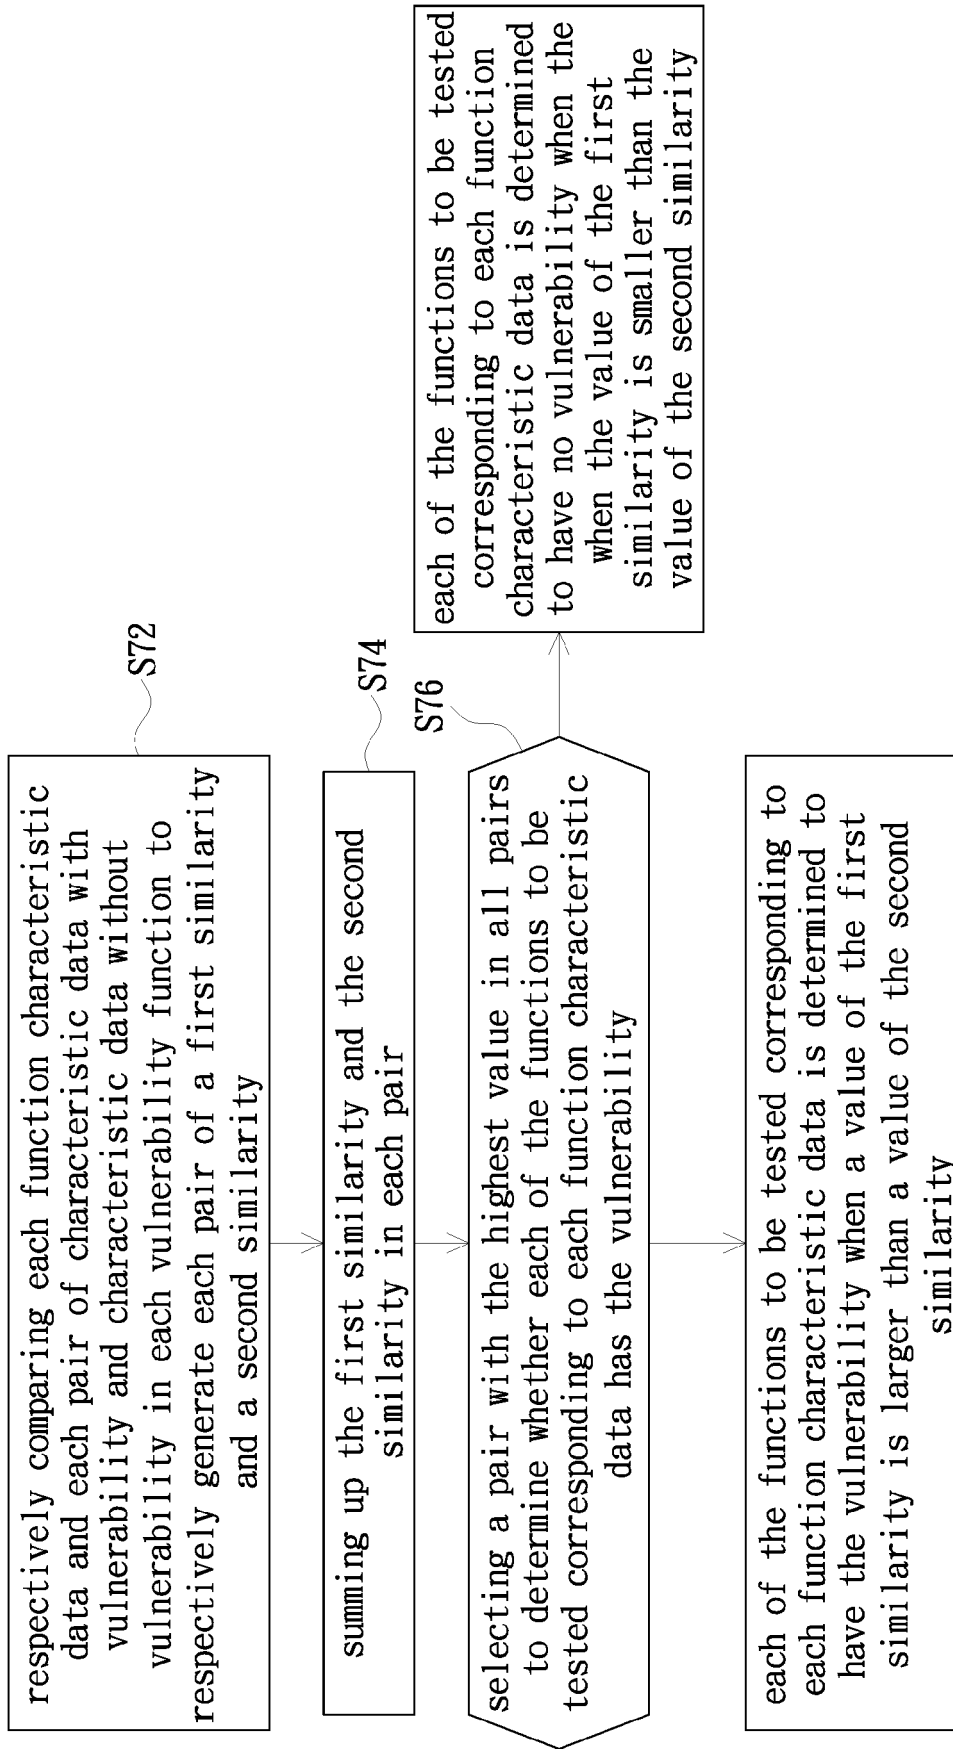 respectively comparing each function characteristic
data and each pair of characteristic data with
vulnerability and characteristic data without
vulnerability in each vulnerability function to
respectively generate each pair of a first similarity
and a second similarity
S72
summing up the first similarity and the second
similarity in each pair
S74
selecting a pair with the highest value in all pairs
to determine whether each of the functions to be
tested corresponding to each function characteristic
data has the vulnerability
S76
each of the functions to be tested
corresponding to each function
characteristic data is determined
to have no vulnerability when the
when the value of the first
similarity is smaller than the
value of the second similarity
each of the functions to be tested corresponding to
each function characteristic data is determined to
have the vulnerability when a value of the first
similarity is larger than a value of the second
similarity